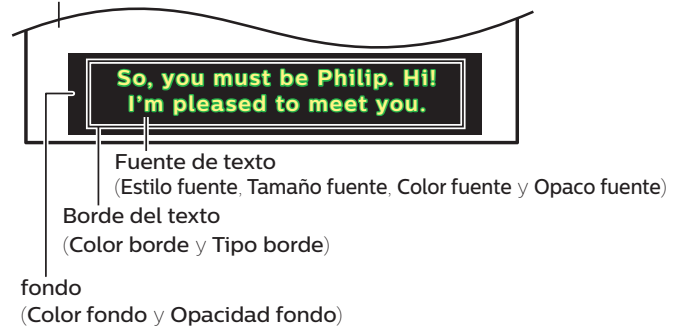 So, you must be Philip. Hi!
I'm pleased to meet you.
Fuente de texto
(Estilo fuente, Tamaño fuente, Color fuente y Opaco fuente)
Borde del texto
(Color borde y Tipo borde)
fondo
(Color fondo y Opacidad fondo)